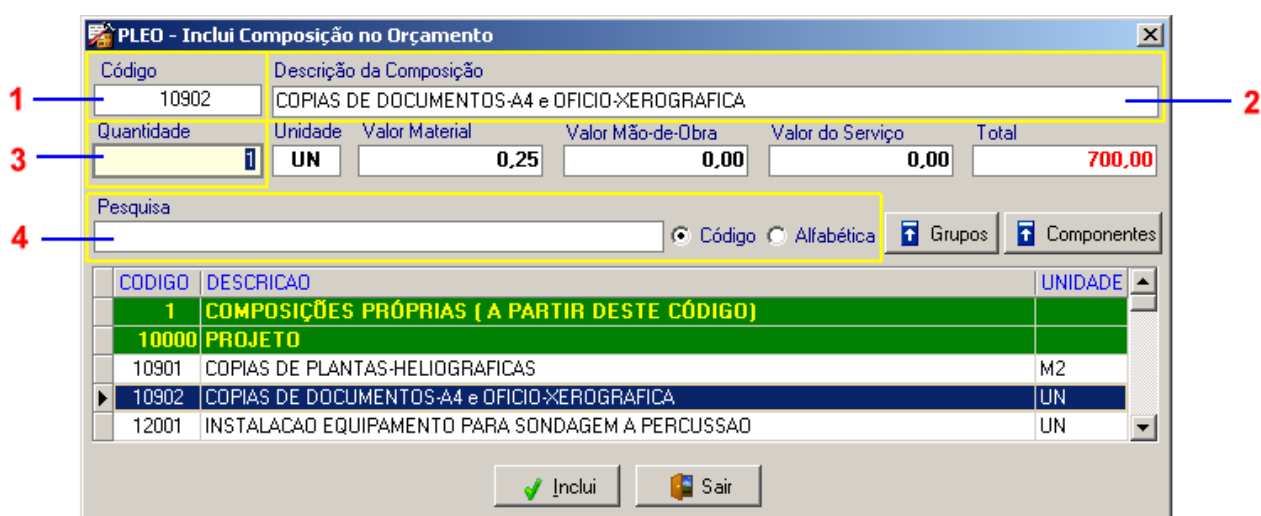 PLEO - Inclui Composição no Orçamento
Código Descrição da Composição
1 10902 COPIAS DE DOCUMENTOS-A4 e OFICIO-XEROGRAFICA 2
Quantidade Unidade Valor Material Valor Mão-de-Obra Valor do Serviço Total
3 1 UN 0,25 0,00 0,00 700,00
Pesquisa
4 Código Alfabética Grupos Componentes
CODIGO DESCRICAO UNIDADE
1 COMPOSIÇÕES PRÓPRIAS ( A PARTIR DESTE CÓDIGO)
10000 PROJETO
10901 COPIAS DE PLANTAS-HELIOGRAFICAS M2
10902 COPIAS DE DOCUMENTOS-A4 e OFICIO-XEROGRAFICA UN
12001 INSTALACAO EQUIPAMENTO PARA SONDAGEM A PERCUSSAO UN
Inclui Sair